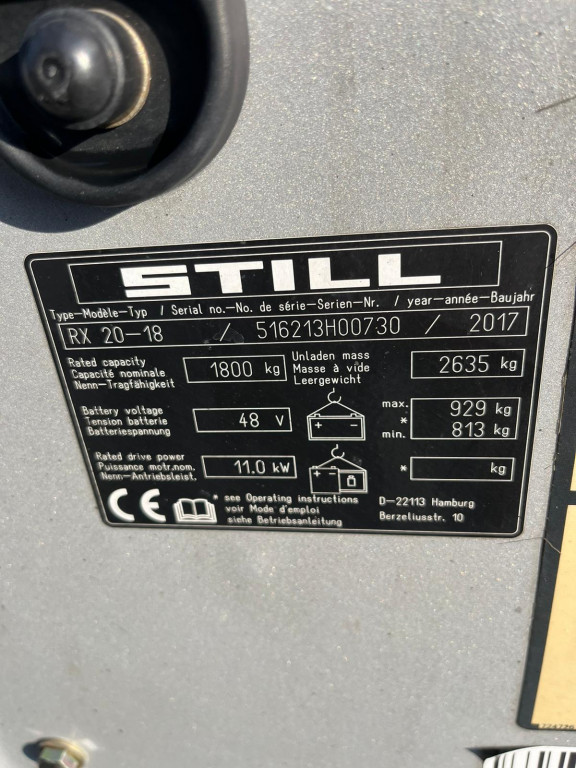 STILL
Type-Modèle-Typ / Serial no.-No. de série-Serien-Nr. / year-année-Baujahr
RX 20-18 / 516213H00730 / 2017
Rated capacity
Capacité nominale
Nenn-Tragfähigkeit
1800 kg
Unladen mass
Masse à vide
Leergewicht
2635 kg
Battery voltage
Tension batterie
Batteriespannung
48 V
+ -
max. 929 kg
*
min. 813 kg
Rated drive power
Puissance motr.nom.
Nenn-Antriebsleist.
11.0 kW
+ -
* kg
CE
* see Operating instructions
voir Mode d'emploi
siehe Betriebsanleitung
D-22113 Hamburg
Berzeliusstr. 10